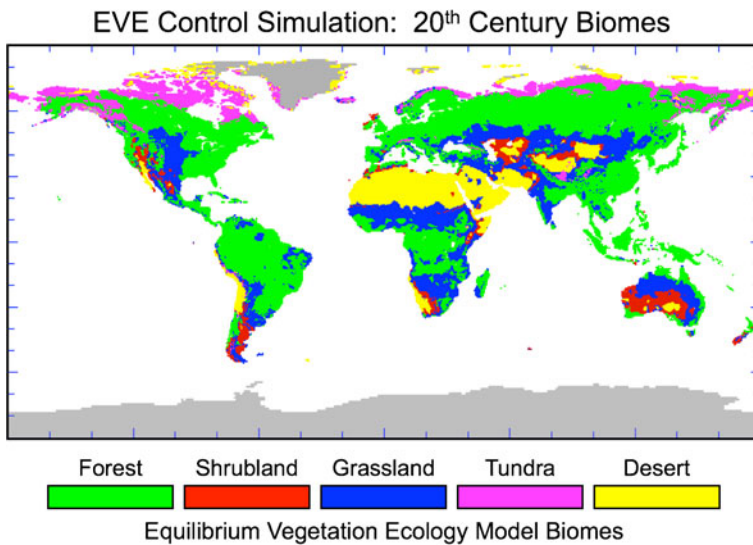 EVE Control Simulation: 20th Century Biomes
Forest Shrubland Grassland Tundra Desert
Equilibrium Vegetation Ecology Model Biomes